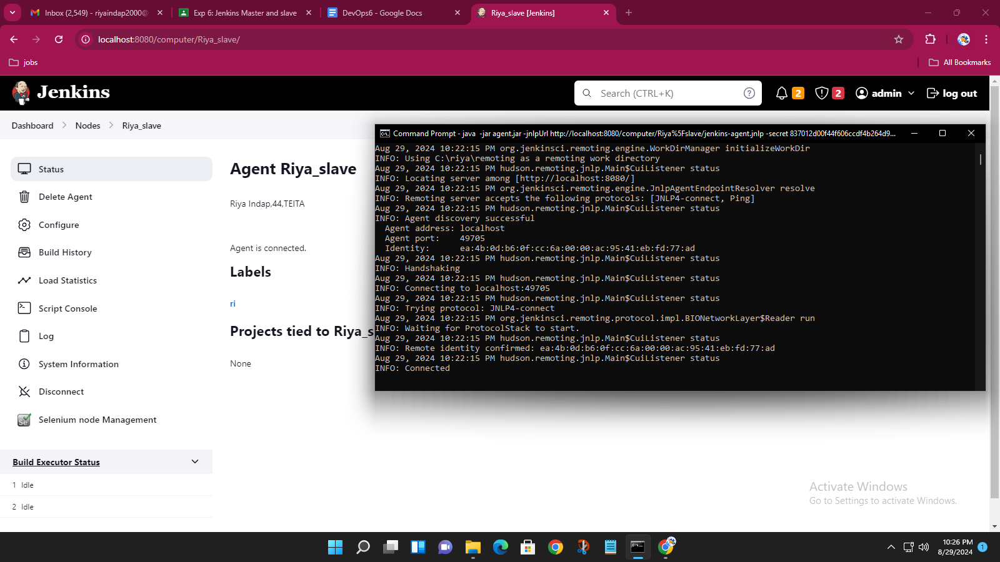 Inbox (2,549) - riyaindap2000@
Exp 6: Jenkins Master and slave
DevOps6 - Google Docs
Riya_slave [Jenkins]
localhost:8080/computer/Riya_slave/
jobs
All Bookmarks
Jenkins
Search (CTRL+K)
2
2
admin
log out
Dashboard
Nodes
Riya_slave
Status
Delete Agent
Configure
Build History
Load Statistics
Script Console
Log
System Information
Disconnect
Selenium node Management
Build Executor Status
1 Idle
2 Idle
Agent Riya_slave
Riya Indap,44,TEITA
Agent is connected.
Labels
ri
Projects tied to Riya_s
None
Command Prompt - java -jar agent.jar -jnlpUrl http://localhost:8080/computer/Riya%5Fslave/jenkins-agent.jnlp -secret 837012d00f44f606ccdf4b264d9...
Aug 29, 2024 10:22:15 PM org.jenkinsci.remoting.engine.WorkDirManager initializeWorkDir
INFO: Using C:\riya\remoting as a remoting work directory
Aug 29, 2024 10:22:15 PM hudson.remoting.jnlp.Main$CuiListener status
INFO: Locating server among [http://localhost:8080/]
Aug 29, 2024 10:22:15 PM org.jenkinsci.remoting.engine.JnlpAgentEndpointResolver resolve
INFO: Remoting server accepts the following protocols: [JNLP4-connect, Ping]
Aug 29, 2024 10:22:15 PM hudson.remoting.jnlp.Main$CuiListener status
INFO: Agent discovery successful
Agent address: localhost
Agent port: 49705
Identity: ea:4b:0d:b6:0f:cc:6a:00:00:ac:95:41:eb:fd:77:ad
Aug 29, 2024 10:22:15 PM hudson.remoting.jnlp.Main$CuiListener status
INFO: Handshaking
Aug 29, 2024 10:22:15 PM hudson.remoting.jnlp.Main$CuiListener status
INFO: Connecting to localhost:49705
Aug 29, 2024 10:22:15 PM hudson.remoting.jnlp.Main$CuiListener status
INFO: Trying protocol: JNLP4-connect
Aug 29, 2024 10:22:15 PM org.jenkinsci.remoting.protocol.impl.BIONetworkLayer$Reader run
INFO: Waiting for ProtocolStack to start.
Aug 29, 2024 10:22:15 PM hudson.remoting.jnlp.Main$CuiListener status
INFO: Remote identity confirmed: ea:4b:0d:b6:0f:cc:6a:00:00:ac:95:41:eb:fd:77:ad
Aug 29, 2024 10:22:15 PM hudson.remoting.jnlp.Main$CuiListener status
INFO: Connected
Activate Windows
Go to Settings to activate Windows.
10:26 PM
8/29/2024
1